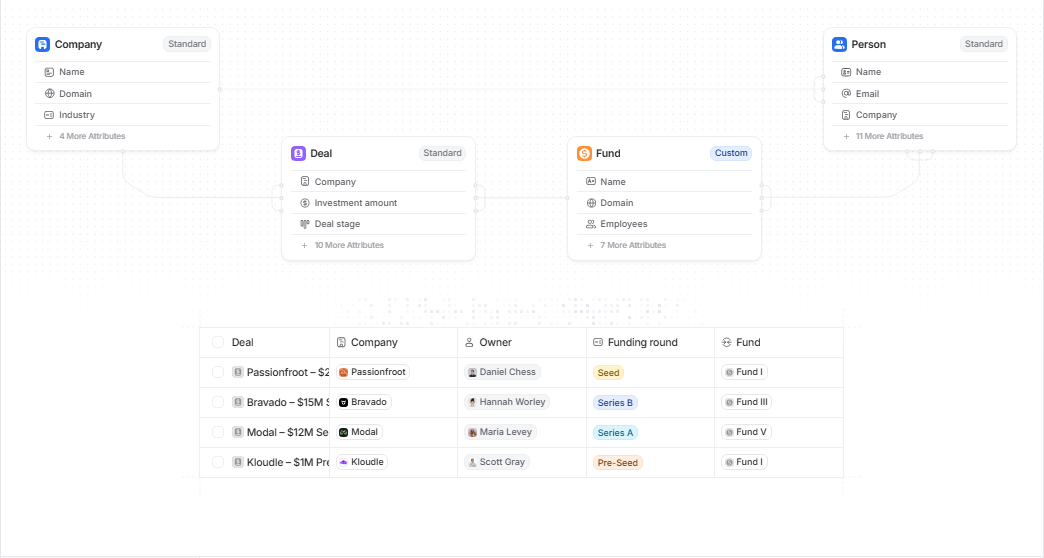 Company Standard
Name
Domain
Industry
+ 4 More Attributes
Person Standard
Name
Email
Company
+ 11 More Attributes
Deal Standard
Company
Investment amount
Deal stage
+ 10 More Attributes
Fund Custom
Name
Domain
Employees
+ 7 More Attributes
Deal Company Owner Funding round Fund
Passionfroot – $2 Passionfroot Daniel Chess Seed Fund I
Bravado – $15M S Bravado Hannah Worley Series B Fund III
Modal – $12M Se Modal Maria Levey Series A Fund V
Kloudle – $1M Pre Kloudle Scott Gray Pre-Seed Fund I